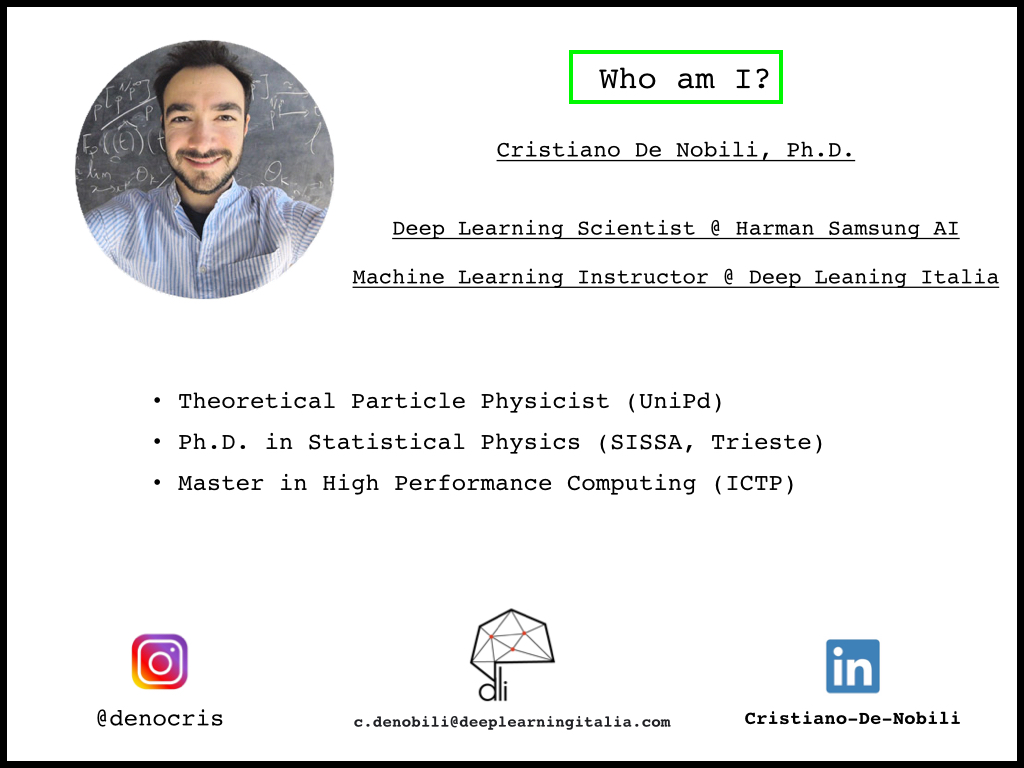 Who am I?
Cristiano De Nobili, Ph.D.
Deep Learning Scientist @ Harman Samsung AI
Machine Learning Instructor @ Deep Leaning Italia
• Theoretical Particle Physicist (UniPd)
• Ph.D. in Statistical Physics (SISSA, Trieste)
• Master in High Performance Computing (ICTP)
dli
in
@denocris
c.denobili@deeplearningitalia.com
Cristiano-De-Nobili